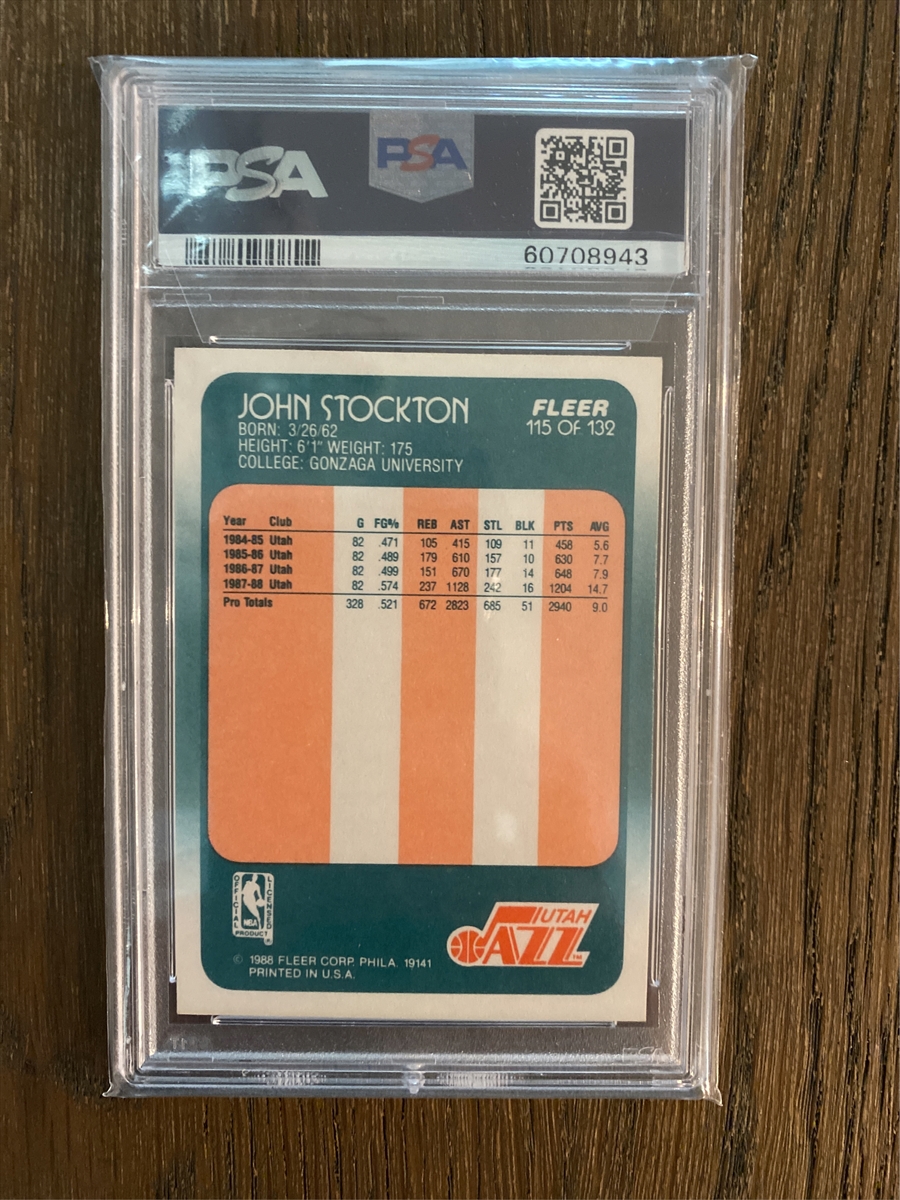 PSA PSA
60708943
JOHN STOCKTON FLEER
BORN: 3/26/62 115 OF 132
HEIGHT: 6'1" WEIGHT: 175
COLLEGE: GONZAGA UNIVERSITY
Year Club G FG% REB AST STL BLK PTS AVG
1984-85 Utah 82 .471 105 415 109 11 458 5.6
1985-86 Utah 82 .489 179 610 157 10 630 7.7
1986-87 Utah 82 .499 151 670 177 14 648 7.9
1987-88 Utah 82 .574 237 1128 242 16 1204 14.7
Pro Totals 328 .521 672 2823 685 51 2940 9.0
OFFICIAL LICENSED
NBA
PRODUCT
UTAH
JAZZ™
© 1988 FLEER CORP. PHILA. 19141
PRINTED IN U.S.A.